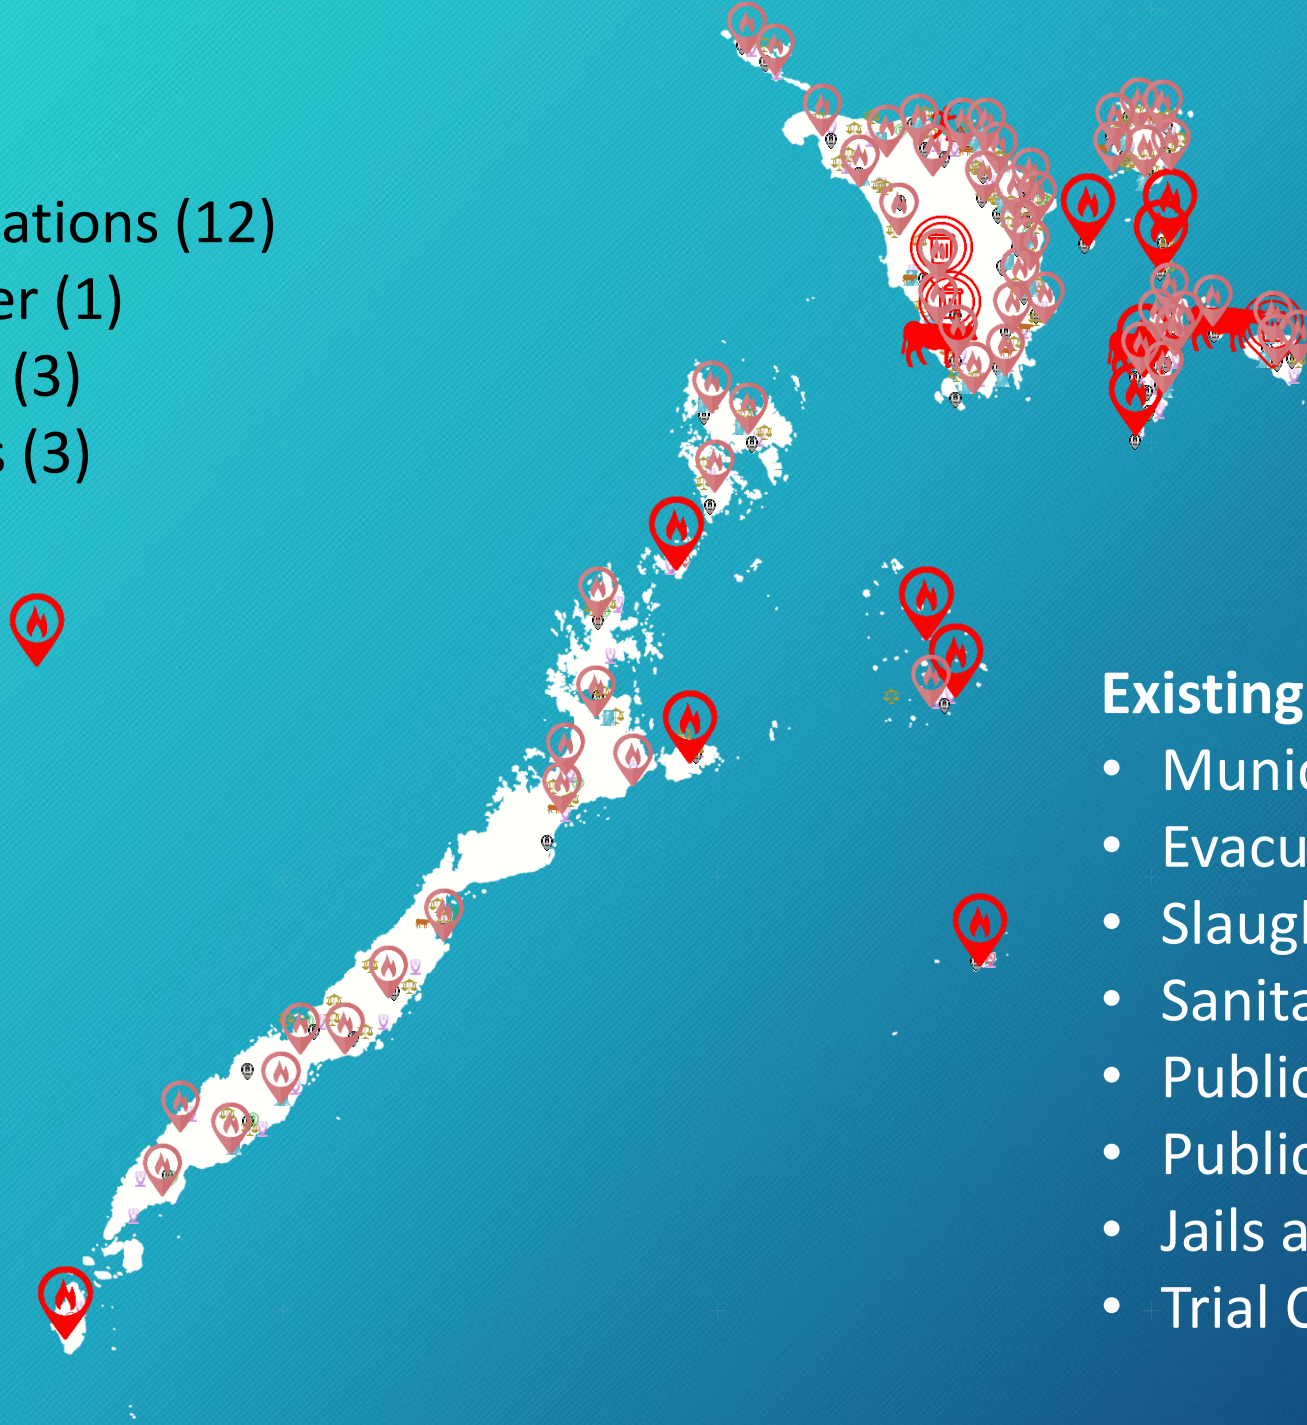 ations (12)
er (1)
(3)
s (3)
Existing
• Munic
• Evacu
• Slaugh
• Sanita
• Public
• Public
• Jails a
• Trial C